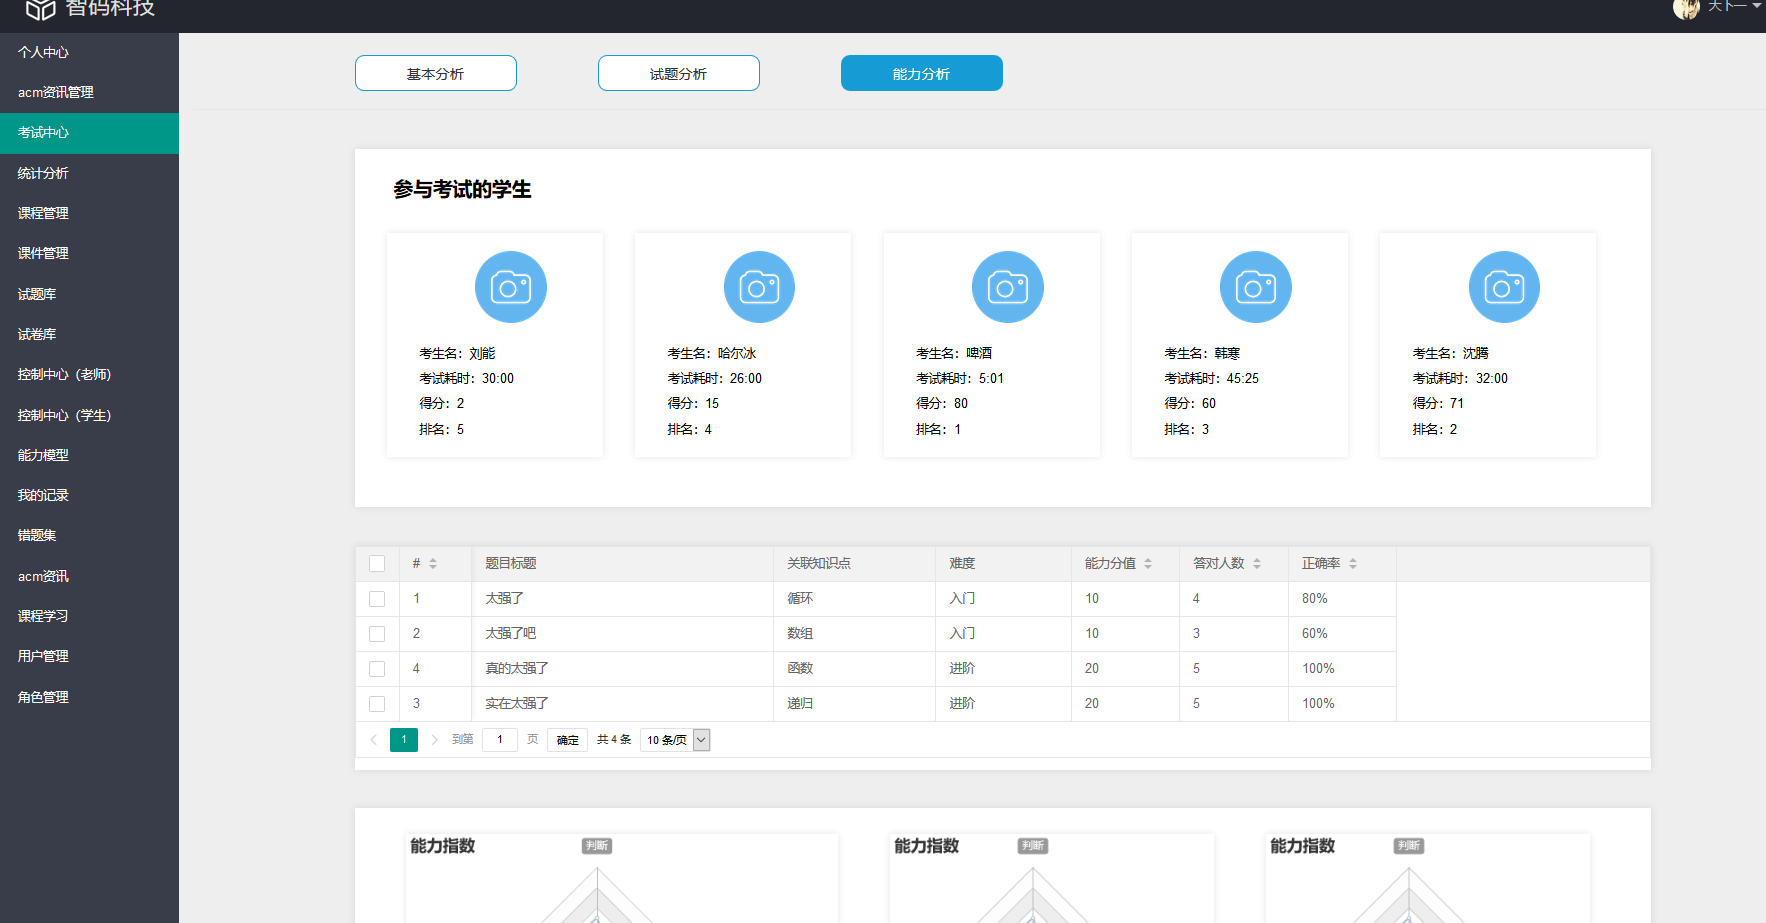 智码科技
天下一
个人中心
acm资讯管理
考试中心
统计分析
课程管理
课件管理
试题库
试卷库
控制中心（老师）
控制中心（学生）
能力模型
我的记录
错题集
acm资讯
课程学习
用户管理
角色管理
基本分析 试题分析 能力分析
参与考试的学生
考生名：刘能
考试耗时：30:00
得分：2
排名：5
考生名：哈尔冰
考试耗时：26:00
得分：15
排名：4
考生名：啤酒
考试耗时：5:01
得分：80
排名：1
考生名：韩寒
考试耗时：45:25
得分：60
排名：3
考生名：沈腾
考试耗时：32:00
得分：71
排名：2
# 题目标题 关联知识点 难度 能力分值 答对人数 正确率
1 太强了 循环 入门 10 4 80%
2 太强了吧 数组 入门 10 3 60%
4 真的太强了 函数 进阶 20 5 100%
3 实在太强了 递归 进阶 20 5 100%
1 到第 1 页 确定 共 4 条 10 条/页
能力指数 判断
能力指数 判断
能力指数 判断